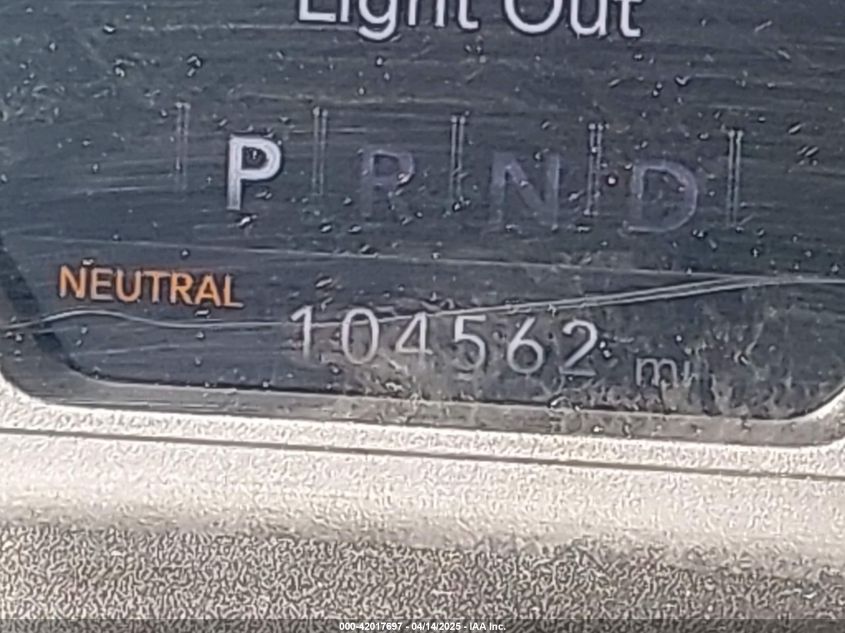 Light Out
P R N D
NEUTRAL
104562 mi
000-42017697 - 04/14/2025 - IAA Inc.